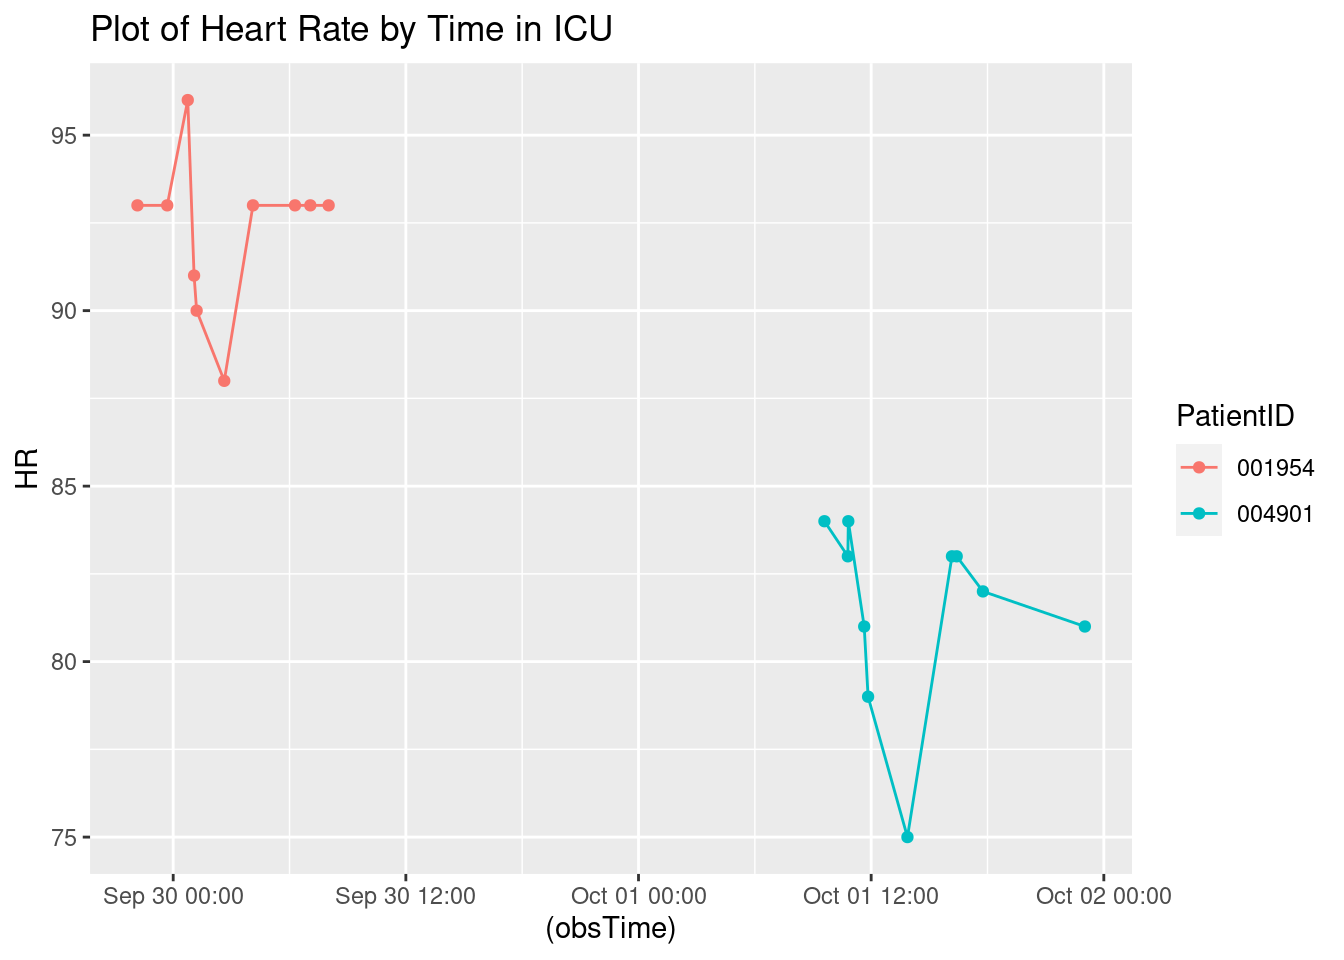 Plot of Heart Rate by Time in ICU
95
90
85
80
75
HR
Sep 30 00:00
Sep 30 12:00
Oct 01 00:00
Oct 01 12:00
Oct 02 00:00
(obsTime)
PatientID
001954
004901